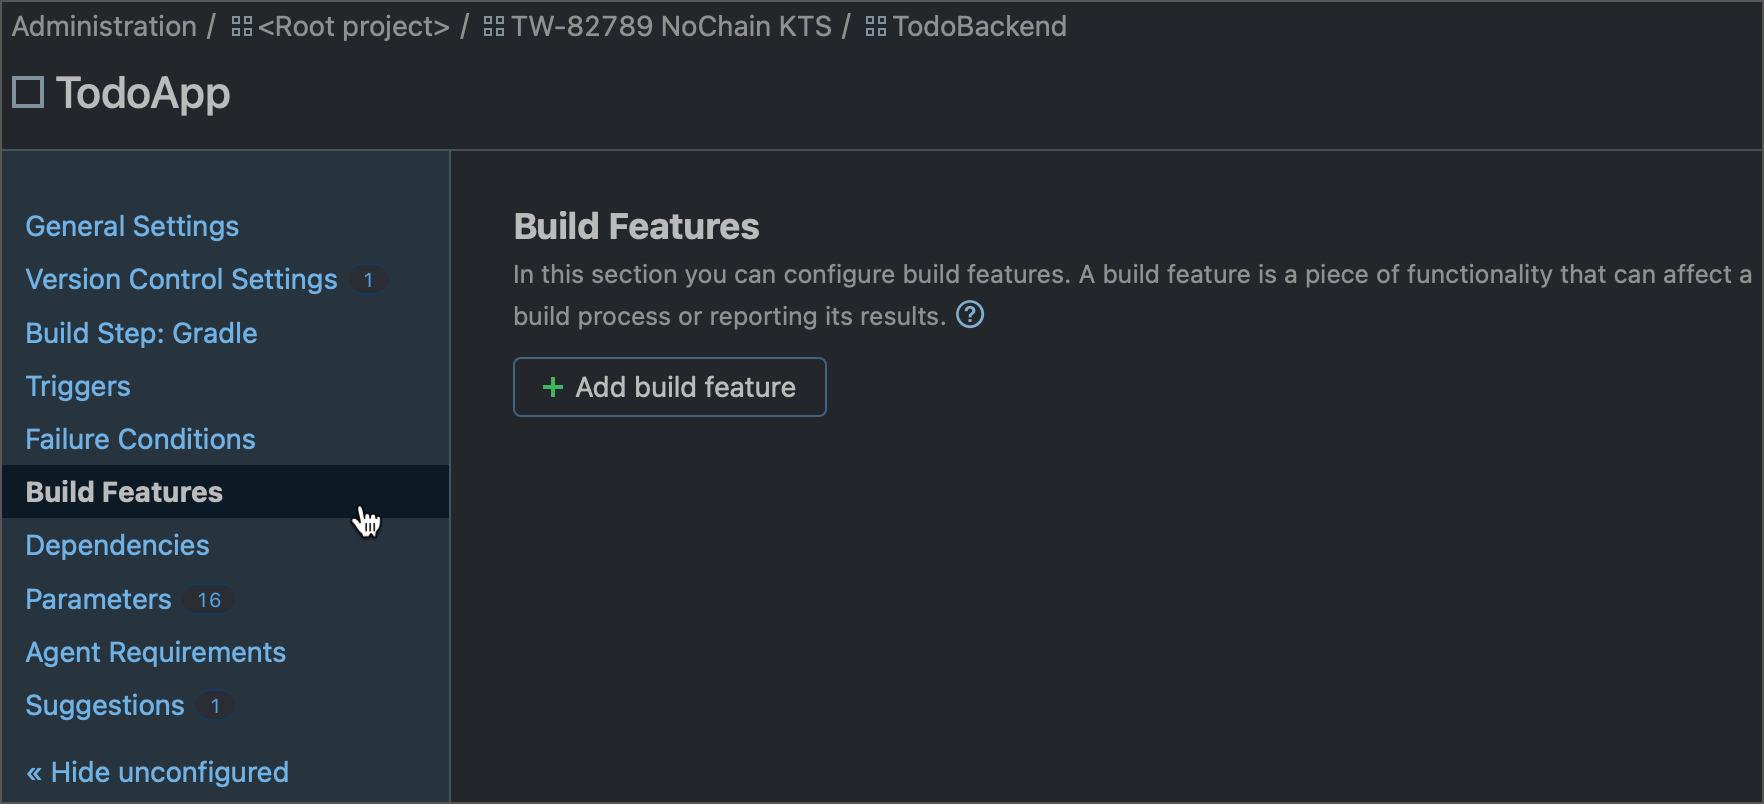 Administration / <Root project> / TW-82789 NoChain KTS / TodoBackend
TodoApp
General Settings
Version Control Settings 1
Build Step: Gradle
Triggers
Failure Conditions
Build Features
Dependencies
Parameters 16
Agent Requirements
Suggestions 1
« Hide unconfigured
Build Features
In this section you can configure build features. A build feature is a piece of functionality that can affect a
build process or reporting its results. ?
+ Add build feature